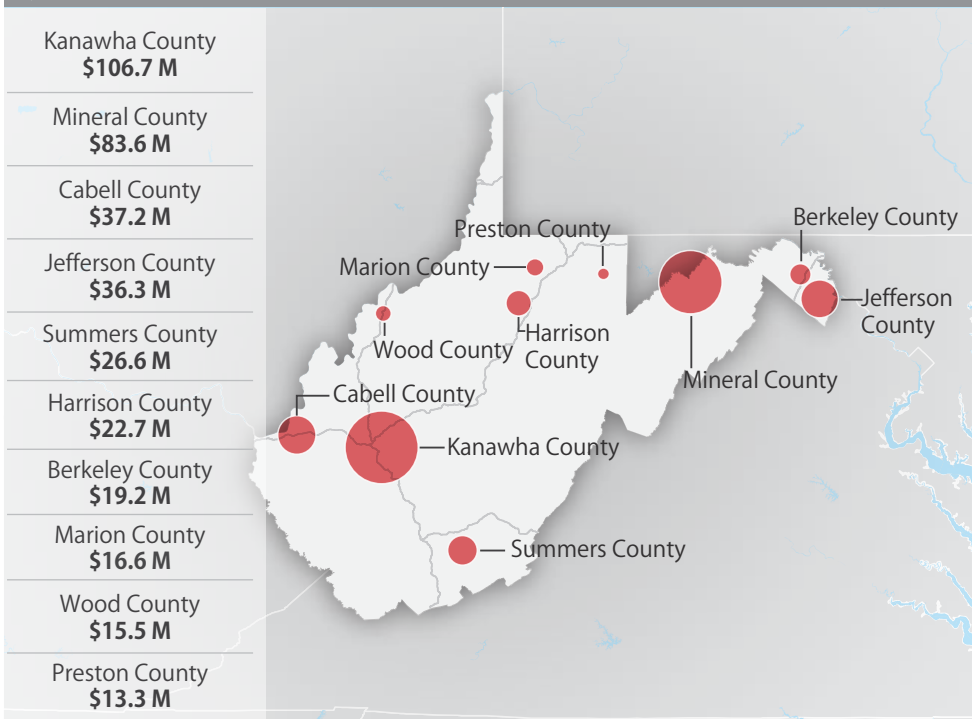 Kanawha County
$106.7 M
Mineral County
$83.6 M
Cabell County
$37.2 M
Jefferson County
$36.3 M
Summers County
$26.6 M
Harrison County
$22.7 M
Berkeley County
$19.2 M
Marion County
$16.6 M
Wood County
$15.5 M
Preston County
$13.3 M
Berkeley County
Preston County
Marion County
Jefferson
County
Harrison
County
Wood County
Mineral County
Cabell County
Kanawha County
Summers County